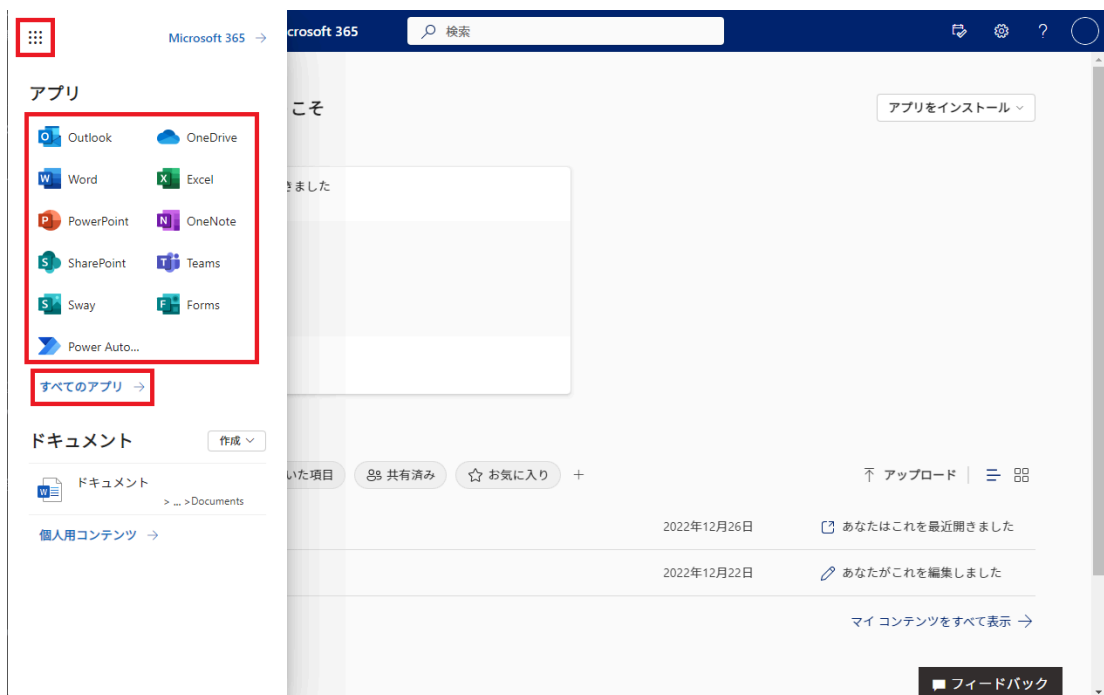 Microsoft 365 →
crosoft 365
検索
?
アプリ
Outlook
OneDrive
Word
Excel
PowerPoint
OneNote
SharePoint
Teams
Sway
Forms
Power Auto...
すべてのアプリ →
ドキュメント
作成
ドキュメント
> ... >Documents
個人用コンテンツ →
こそ
アプリをインストール
きました
いた項目
共有済み
お気に入り
+
アップロード
2022年12月26日
あなたはこれを最近開きました
2022年12月22日
あなたがこれを編集しました
マイ コンテンツをすべて表示 →
フィードバック